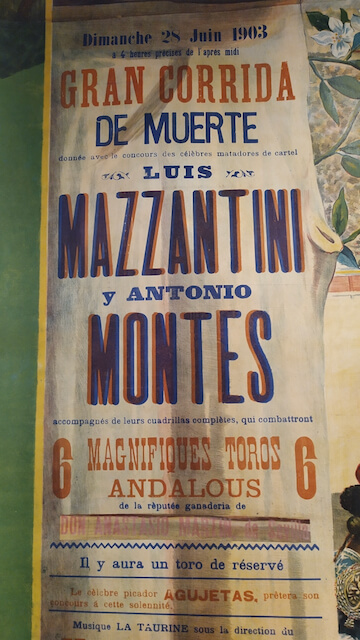 Dimanche 28 Juin 1903
a 4 heures précises de l'après midi
GRAN CORRIDA
DE MUERTE
donnée avec le concours des célèbres matadores de cartel
LUIS
MAZZANTINI
y ANTONIO
MONTES
accompagnés de leurs cuadrillas complètes, qui combattront
6 MAGNIFIQUES TOROS 6
ANDALOUS
de la réputée ganaderia de
DON
Il y aura un toro de réservé
Le célèbre picador AGUJETAS, prêtera son
concours à cette solennité.
Musique LA TAURINE sous la direction du